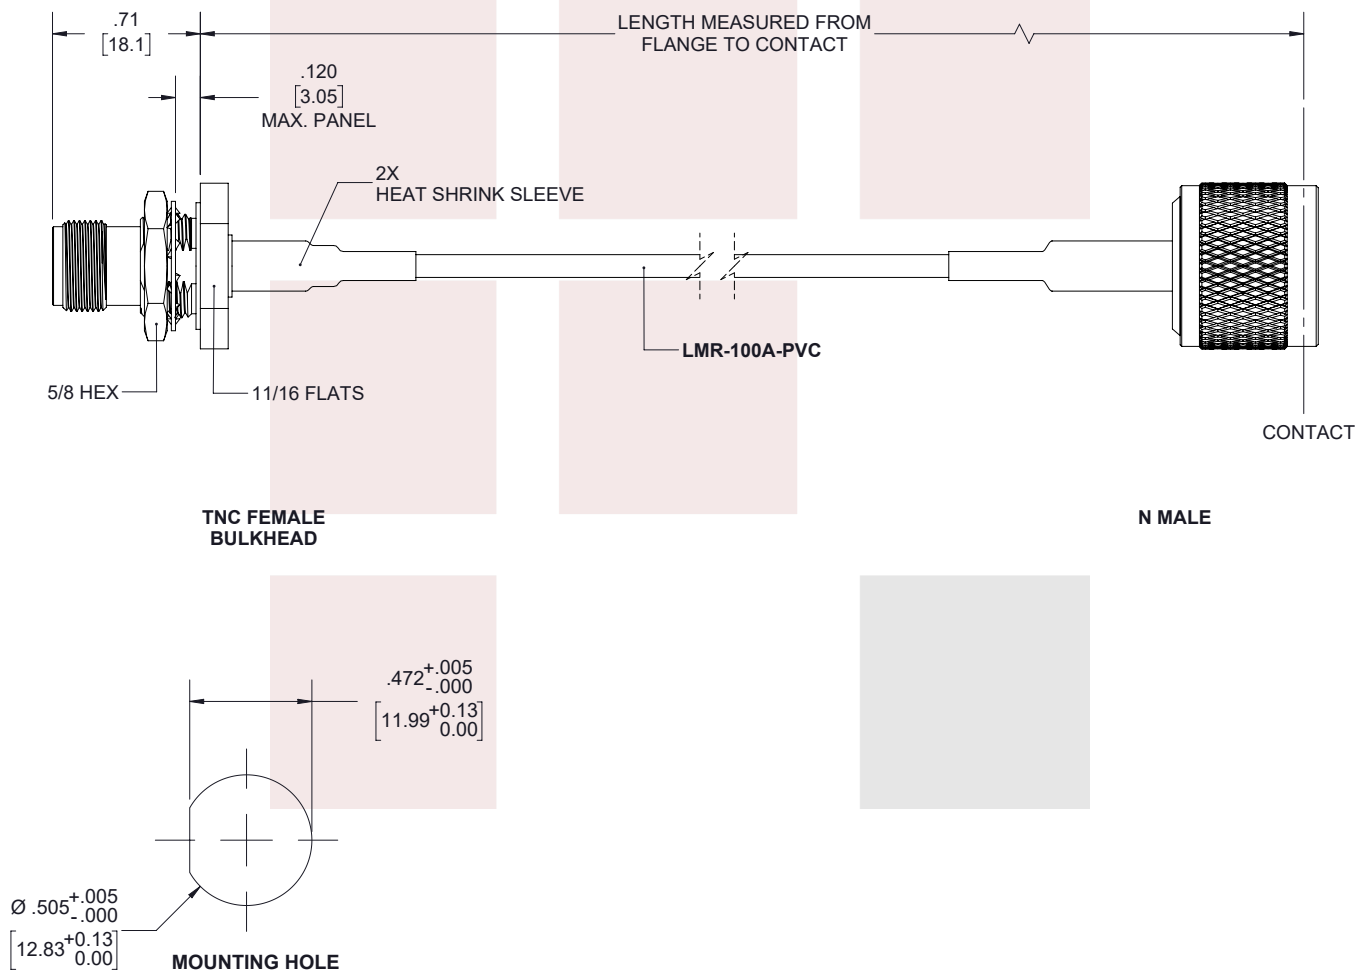 .71
[18.1]
LENGTH MEASURED FROM
FLANGE TO CONTACT
.120
[3.05]
MAX. PANEL
2X
HEAT SHRINK SLEEVE
LMR-100A-PVC
5/8 HEX
11/16 FLATS
CONTACT
TNC FEMALE
BULKHEAD
N MALE
.472 +.005
-.000
[11.99 +0.13
0.00]
Ø .505 +.005
-.000
[12.83 +0.13
0.00]
MOUNTING HOLE